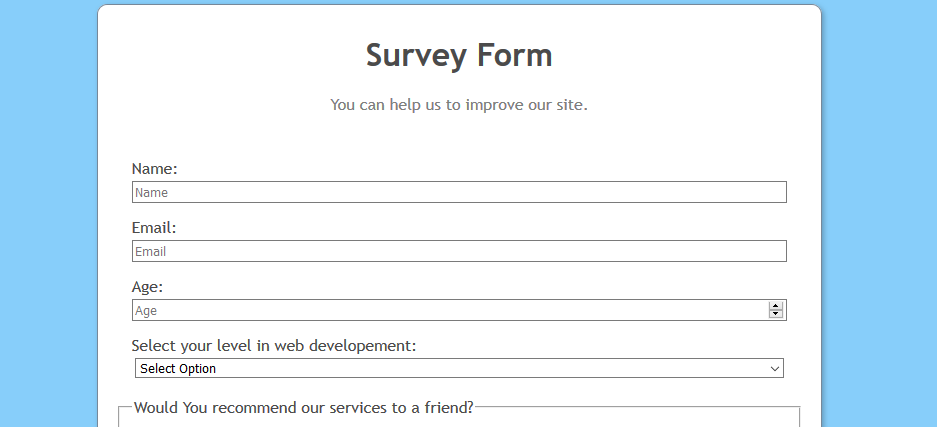 Survey Form
You can help us to improve our site.
Name:
Name
Email:
Email
Age:
Age
Select your level in web developement:
Select Option
Would You recommend our services to a friend?